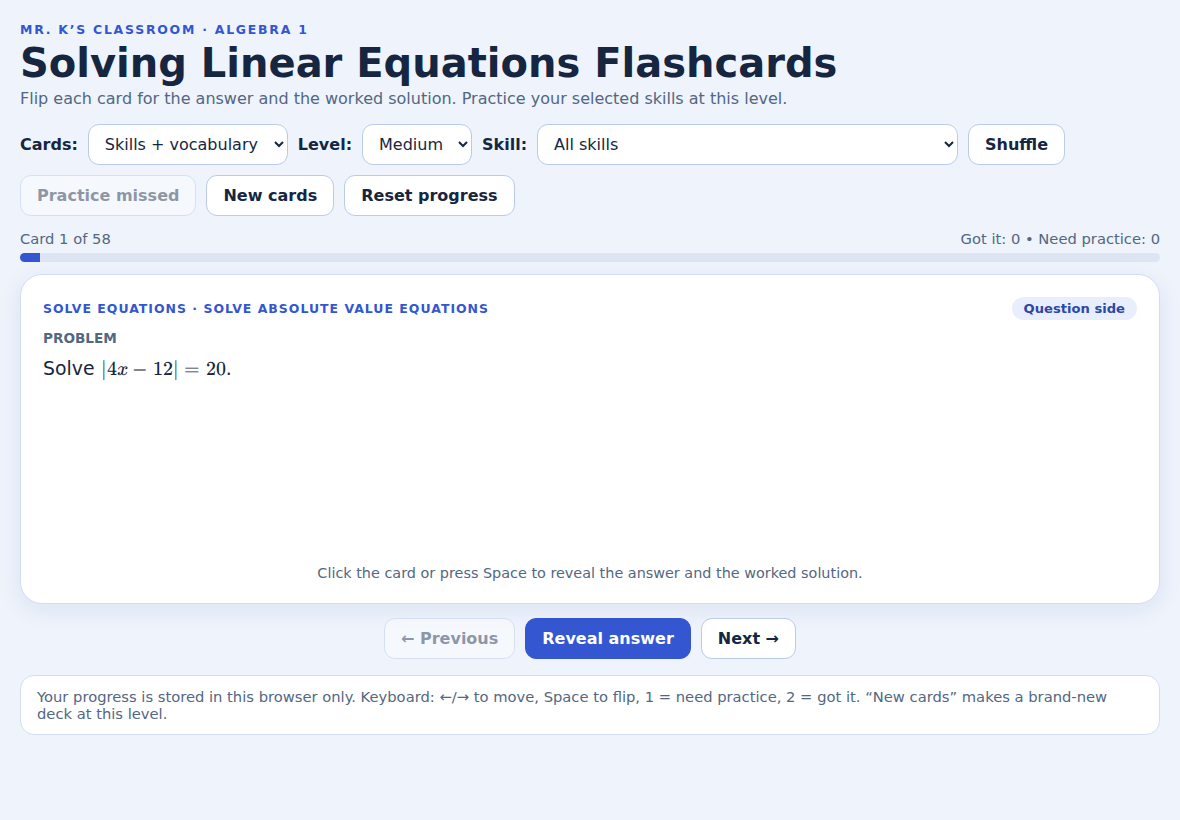 MR. K’S CLASSROOM · ALGEBRA 1
Solving Linear Equations Flashcards
Flip each card for the answer and the worked solution. Practice your selected skills at this level.
Cards: Skills + vocabulary Level: Medium Skill: All skills Shuffle
Practice missed New cards Reset progress
Card 1 of 58 Got it: 0 • Need practice: 0
SOLVE EQUATIONS · SOLVE ABSOLUTE VALUE EQUATIONS Question side
PROBLEM
Solve |4x − 12| = 20.
Click the card or press Space to reveal the answer and the worked solution.
← Previous Reveal answer Next →
Your progress is stored in this browser only. Keyboard: ←/→ to move, Space to flip, 1 = need practice, 2 = got it. “New cards” makes a brand-new
deck at this level.